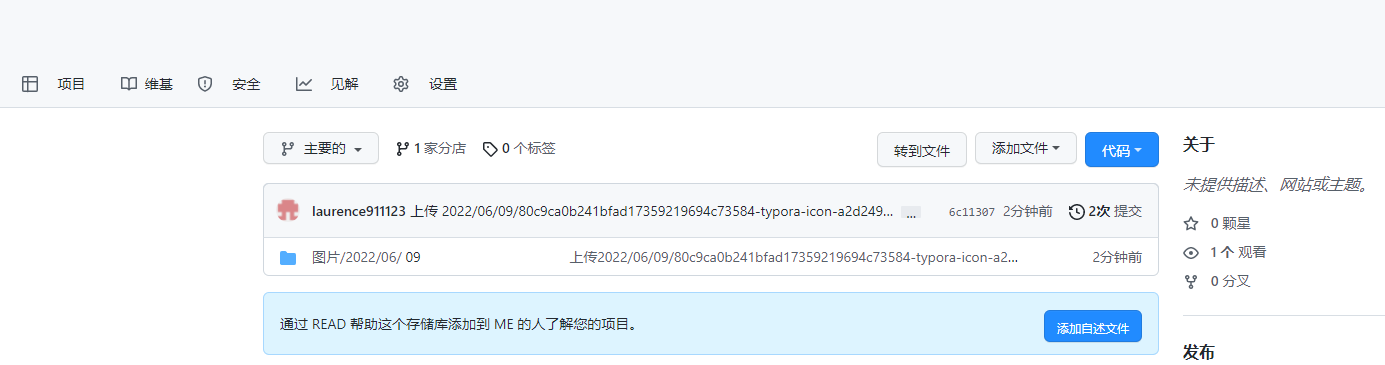 项目 维基 安全 见解 设置
主要的 1 家分店 0 个标签 转到文件 添加文件 代码
laurence911123 上传 2022/06/09/80c9ca0b241bfad17359219694c73584-typora-icon-a2d249... ... 6c11307 2分钟前 2次 提交
图片/2022/06/ 09 上传2022/06/09/80c9ca0b241bfad17359219694c73584-typora-icon-a2... 2分钟前
通过 READ 帮助这个存储库添加到 ME 的人了解您的项目。 添加自述文件
关于
未提供描述、网站或主题。
0 颗星
1 个 观看
0 分叉
发布